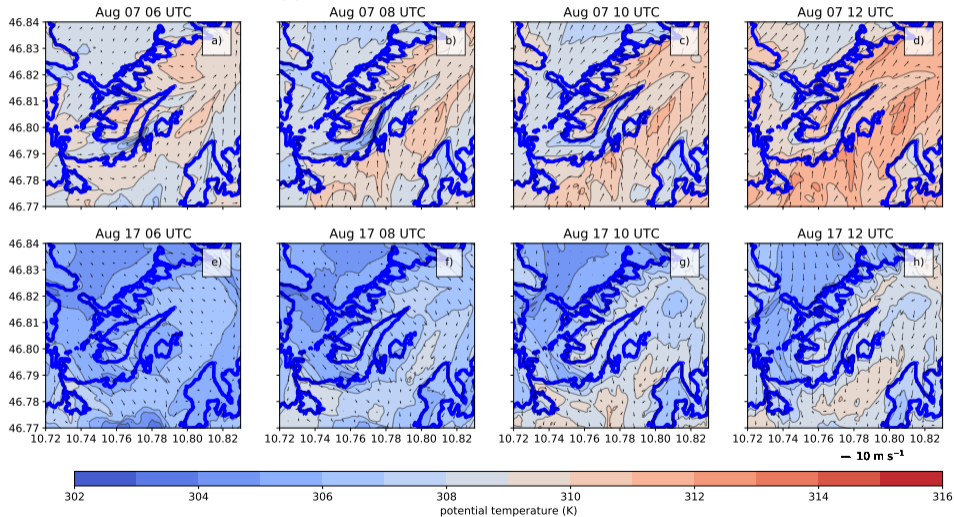 Aug 07 06 UTC
Aug 07 08 UTC
Aug 07 10 UTC
Aug 07 12 UTC
46.84
46.83
46.82
46.81
46.80
46.79
46.78
46.77
a)
b)
c)
d)
Aug 17 06 UTC
Aug 17 08 UTC
Aug 17 10 UTC
Aug 17 12 UTC
46.84
46.83
46.82
46.81
46.80
46.79
46.78
46.77
e)
f)
g)
h)
10.72 10.74 10.76 10.78 10.80 10.82
10.72 10.74 10.76 10.78 10.80 10.82
10.72 10.74 10.76 10.78 10.80 10.82
10.72 10.74 10.76 10.78 10.80 10.82
10 m s⁻¹
302 304 306 308 310 312 314 316
potential temperature (K)